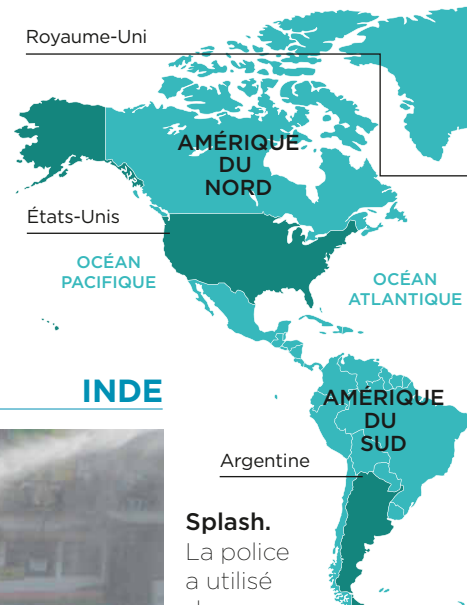 Royaume-Uni
AMÉRIQUE
DU
NORD
États-Unis
OCÉAN
PACIFIQUE
OCÉAN
ATLANTIQUE
INDE
AMÉRIQUE
DU
SUD
Argentine
Splash.
La police
a utilisé